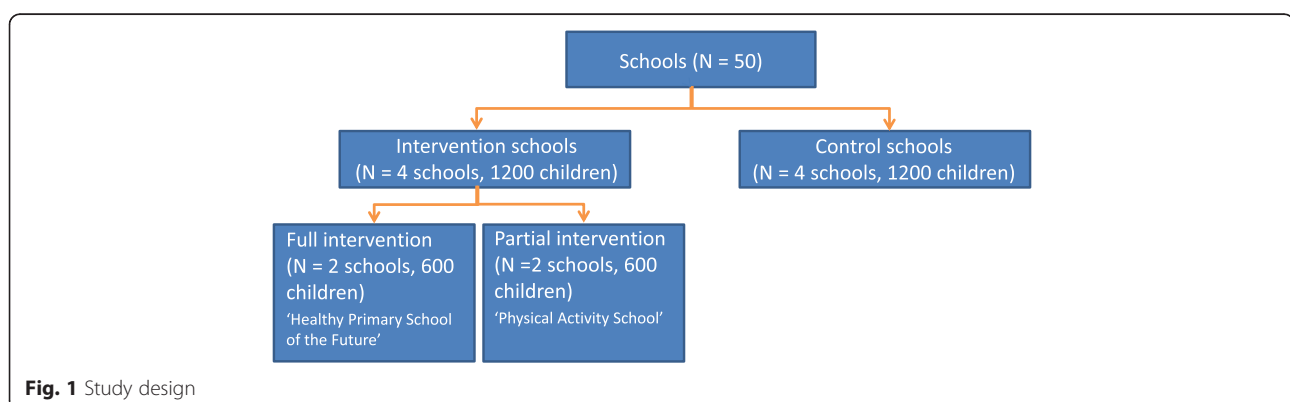 Schools (N = 50)
Intervention schools
(N = 4 schools, 1200 children)
Control schools
(N = 4 schools, 1200 children)
Full intervention
(N = 2 schools, 600
children)
‘Healthy Primary School
of the Future’
Partial intervention
(N =2 schools, 600
children)
‘Physical Activity School’
Fig. 1 Study design